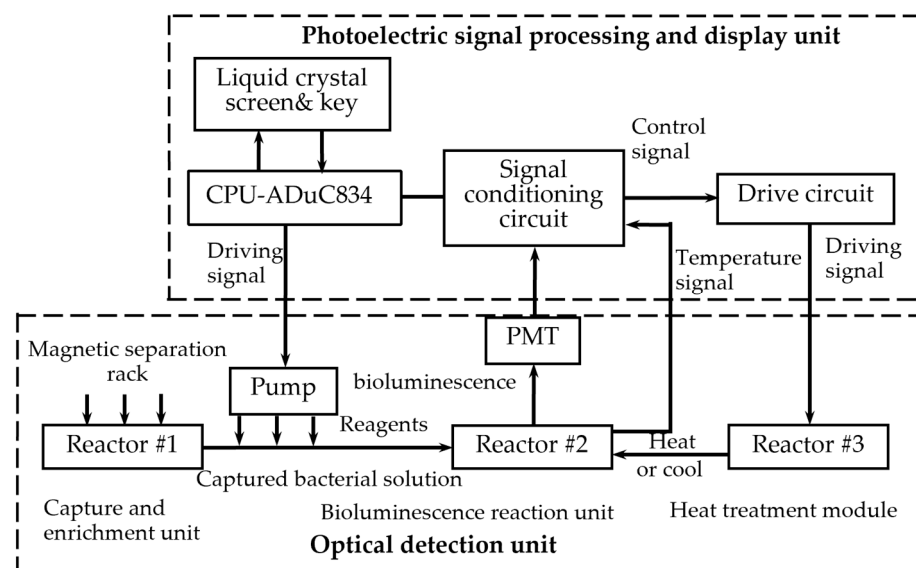 Photoelectric signal processing and display unit
Liquid crystal
screen& key
Control
signal
CPU-ADuC834
Signal
conditioning
circuit
Drive circuit
Driving
signal
Temperature
signal
Driving
signal
Magnetic separation
rack
PMT
Pump
bioluminescence
Reagents
Reactor #1
Reactor #2
Heat
or cool
Reactor #3
Captured bacterial solution
Capture and
enrichment unit
Bioluminescence reaction unit
Heat treatment module
Optical detection unit